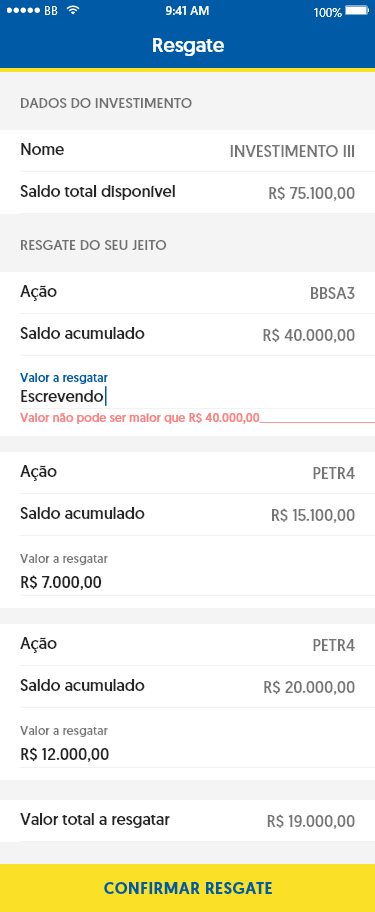 BB 9:41 AM 100%
Resgate
DADOS DO INVESTIMENTO
Nome INVESTIMENTO III
Saldo total disponível R$ 75.100,00
RESGATE DO SEU JEITO
Ação BBSA3
Saldo acumulado R$ 40.000,00
Valor a resgatar
Escrevendo
Valor não pode ser maior que R$ 40.000,00
Ação PETR4
Saldo acumulado R$ 15.100,00
Valor a resgatar
R$ 7.000,00
Ação PETR4
Saldo acumulado R$ 20.000,00
Valor a resgatar
R$ 12.000,00
Valor total a resgatar R$ 19.000,00
CONFIRMAR RESGATE